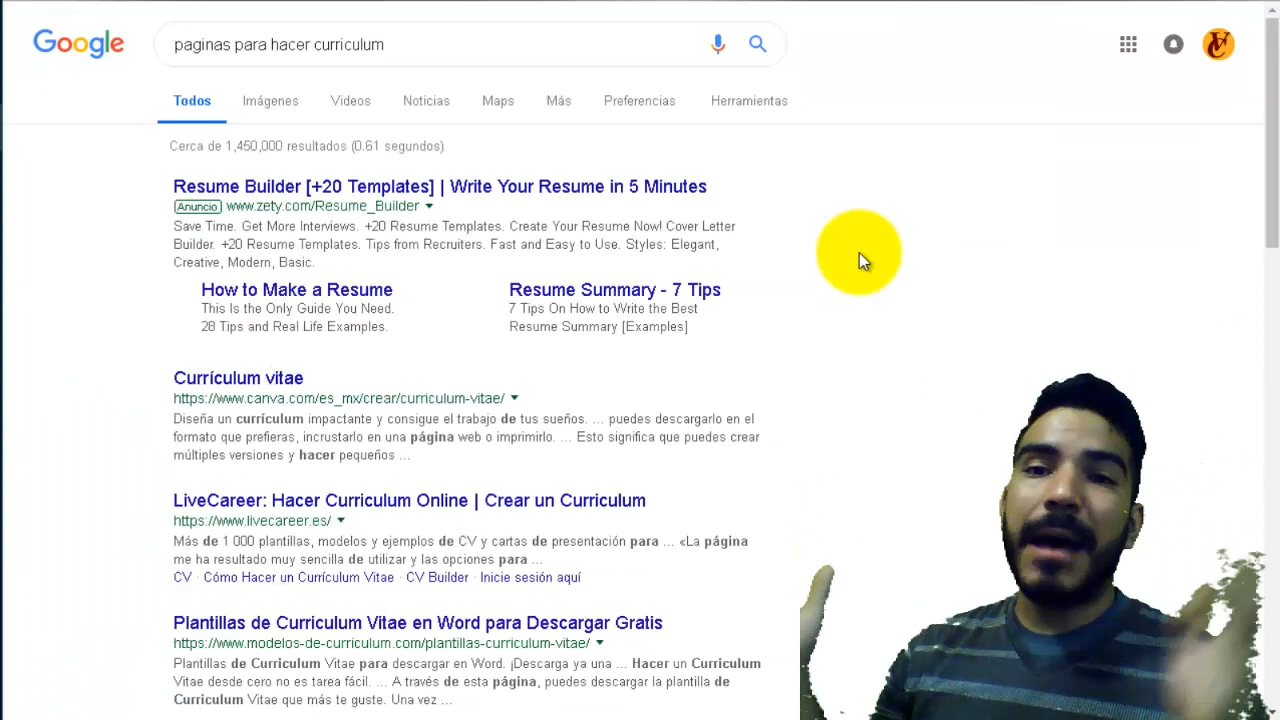 Google
paginas para hacer curriculum
Todos Imágenes Videos Noticias Maps Más Preferencias Herramientas
Cerca de 1,450,000 resultados (0.61 segundos)
Resume Builder [+20 Templates] | Write Your Resume in 5 Minutes
Anuncio www.zety.com/Resume_Builder
Save Time. Get More Interviews. +20 Resume Templates. Create Your Resume Now! Cover Letter
Builder. +20 Resume Templates. Tips from Recruiters. Fast and Easy to Use. Styles: Elegant,
Creative, Modern, Basic.
How to Make a Resume
This Is the Only Guide You Need.
28 Tips and Real Life Examples.
Resume Summary - 7 Tips
7 Tips On How to Write the Best
Resume Summary [Examples]
Currículum vitae
https://www.canva.com/es_mx/crear/curriculum-vitae/
Diseña un currículum impactante y consigue el trabajo de tus sueños. ... puedes descargarlo en el
formato que prefieras, incrustarlo en una página web o imprimirlo. ... Esto significa que puedes crear
múltiples versiones y hacer pequeños ...
LiveCareer: Hacer Curriculum Online | Crear un Curriculum
https://www.livecareer.es/
Más de 1 000 plantillas, modelos y ejemplos de CV y cartas de presentación para ... «La página
me ha resultado muy sencilla de utilizar y las opciones para ...
CV · Cómo Hacer un Currículum Vitae · CV Builder · Inicie sesión aquí
Plantillas de Curriculum Vitae en Word para Descargar Gratis
https://www.modelos-de-curriculum.com/plantillas-curriculum-vitae/
Plantillas de Curriculum Vitae para descargar en Word. ¡Descarga ya una ... Hacer un Curriculum
Vitae desde cero no es tarea fácil. ... A través de esta página, puedes descargar la plantilla de
Curriculum Vitae que más te guste. Una vez ...